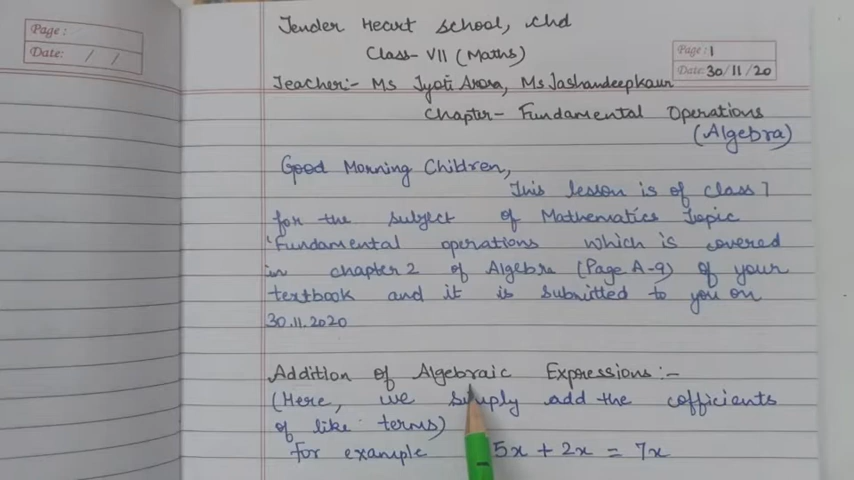 Page:
Date: / /
Tender Heart School, Chd
Class-VII (Maths)
Page: 1
Date: 30/11/20
Teacher:- Ms Jyoti Arora, Ms Jashandeepkaur
Chapter- Fundamental Operations
(Algebra)
Good Morning Children,
This lesson is of class 7
for the subject of Mathematics Topic
'Fundamental operations which is covered
in chapter 2 of Algebra (Page A-9) of your
textbook and it is submitted to you on
30.11.2020
Addition of Algebraic Expressions:-
(Here, we simply add the cofficients
of like terms)
for example 5x + 2x = 7x